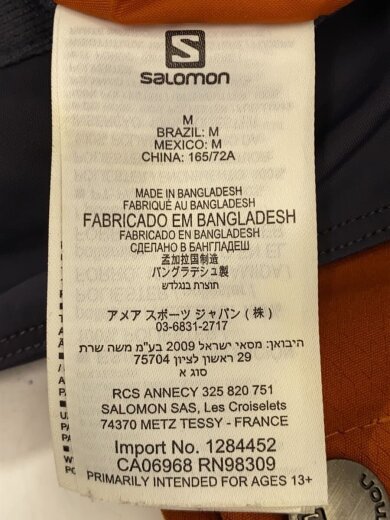 S
SALOMON
M
BRAZIL: M
MEXICO: M
CHINA: 165/72A
MADE IN BANGLADESH
FABRIQUÉ AU BANGLADESH
FABRICADO EM BANGLADESH
FABRICADO EN BANGLADESH
СДЕЛАНО В БАНГЛАДЕШ
孟加拉国制造
バングラデシュ製
תוצרת בנגלדש
アメア スポーツ ジャパン (株)
03-6831-2717
היבואן: מסאי ישראל 2009 בע"מ משה שרת
29 ראשון לציון 75704
סוג א
RCS ANNECY 325 820 751
SALOMON SAS, Les Croiselets
74370 METZ TESSY - FRANCE
Import No. 1284452
CA06968 RN98309
PRIMARILY INTENDED FOR AGES 13+